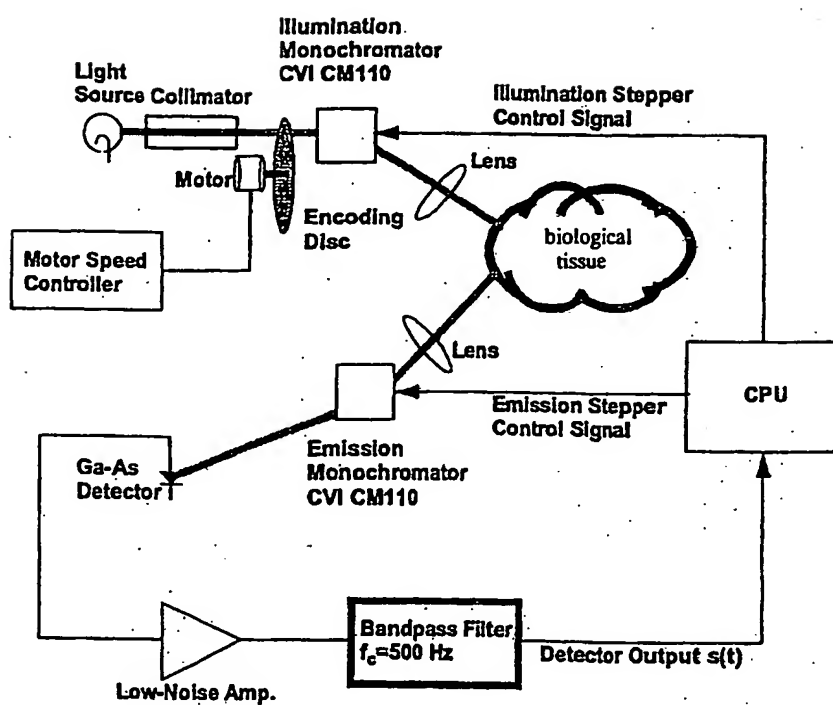 Illumination
Monochromator
CVI CM110
Light
Source Collimator
Illumination Stepper
Control Signal
Lens
Motor
Encoding
Disc
biological
tissue
Motor Speed
Controller
Lens
CPU
Emission Stepper
Control Signal
Emission
Monochromator
CVI CM110
Ga-As
Detector
Bandpass Filter
fc=500 Hz
Detector Output s(t)
Low-Noise Amp.